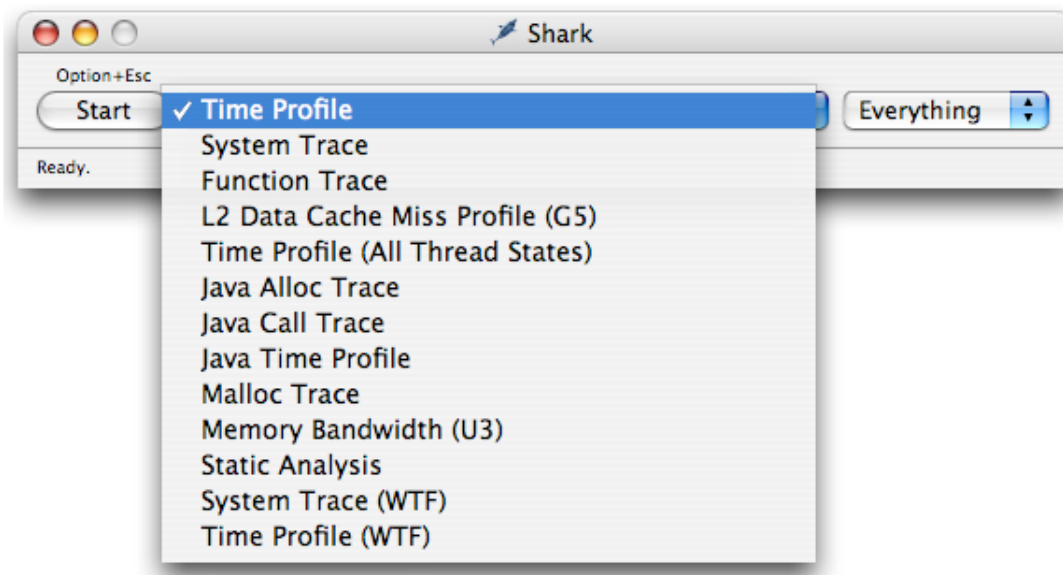 Shark
Option+Esc
Start
✓ Time Profile
Everything
System Trace
Function Trace
Ready.
L2 Data Cache Miss Profile (G5)
Time Profile (All Thread States)
Java Alloc Trace
Java Call Trace
Java Time Profile
Malloc Trace
Memory Bandwidth (U3)
Static Analysis
System Trace (WTF)
Time Profile (WTF)